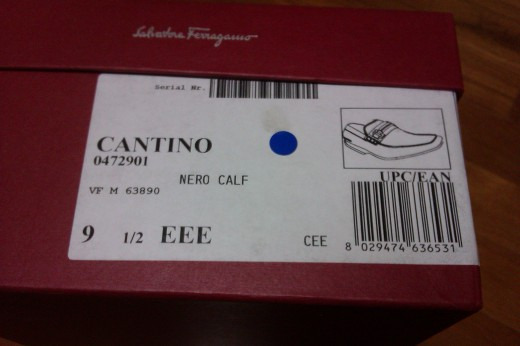 Salvatore Ferragamo
Serial Nr.
CANTINO
0472901
NERO CALF
VF M 63890
UPC/EAN
9 1/2 EEE
CEE
8 029474 636531